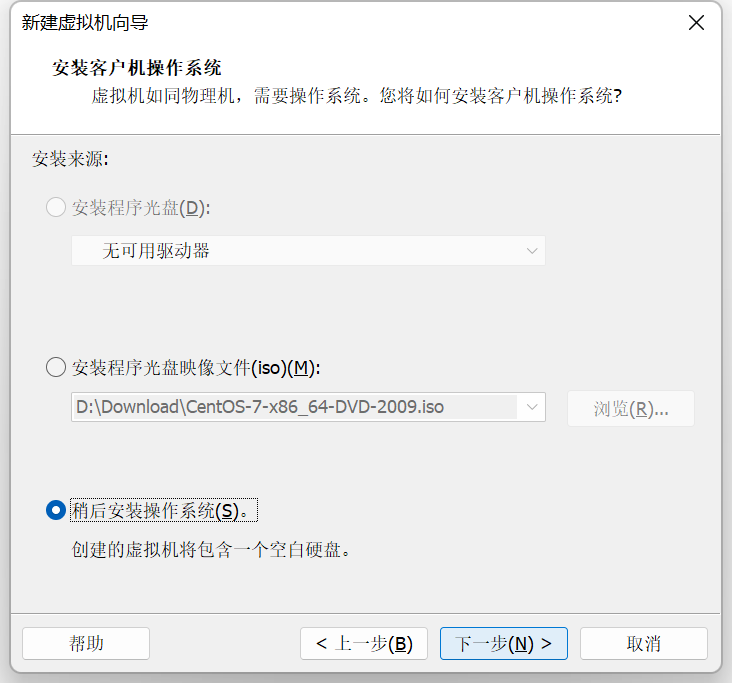 新建虚拟机向导
安装客户机操作系统
虚拟机如同物理机，需要操作系统。您将如何安装客户机操作系统?
安装来源:
安装程序光盘(D):
无可用驱动器
安装程序光盘映像文件(iso)(M):
D:\Download\CentOS-7-x86_64-DVD-2009.iso
浏览(R)...
稍后安装操作系统(S)。
创建的虚拟机将包含一个空白硬盘。
帮助
< 上一步(B)
下一步(N) >
取消